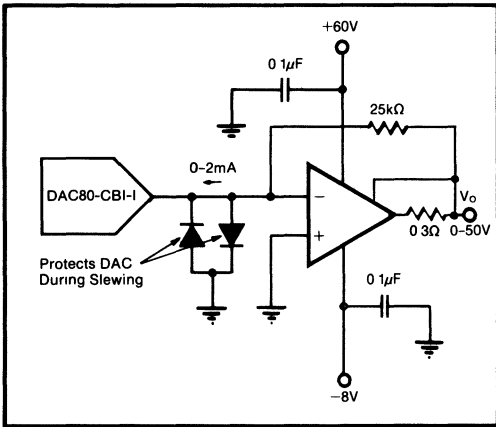 +60V
0 1µF
25kΩ
0–2mA
DAC80-CBI-I
−
+
Vo
0 3Ω
0–50V
Protects DAC
During Slewing
0 1µF
−8V